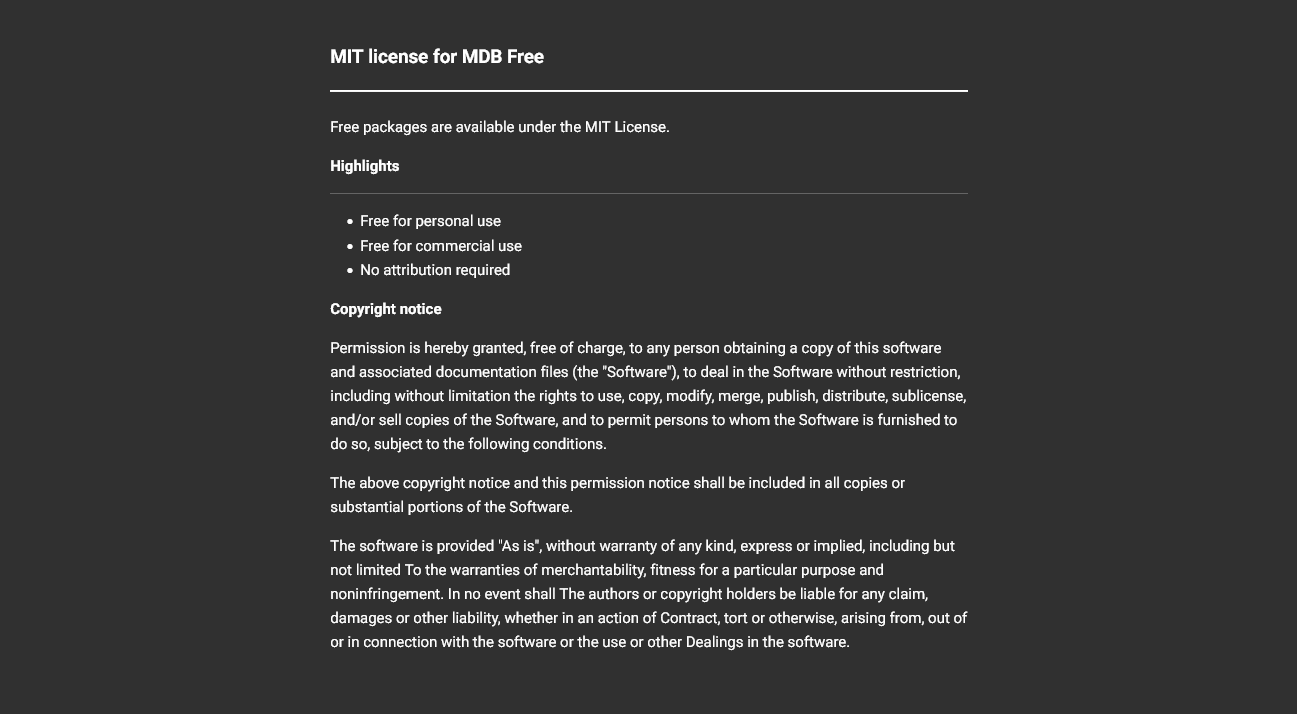 MIT license for MDB Free
Free packages are available under the MIT License.
Highlights
• Free for personal use
• Free for commercial use
• No attribution required
Copyright notice
Permission is hereby granted, free of charge, to any person obtaining a copy of this software
and associated documentation files (the "Software"), to deal in the Software without restriction,
including without limitation the rights to use, copy, modify, merge, publish, distribute, sublicense,
and/or sell copies of the Software, and to permit persons to whom the Software is furnished to
do so, subject to the following conditions.
The above copyright notice and this permission notice shall be included in all copies or
substantial portions of the Software.
The software is provided "As is", without warranty of any kind, express or implied, including but
not limited To the warranties of merchantability, fitness for a particular purpose and
noninfringement. In no event shall The authors or copyright holders be liable for any claim,
damages or other liability, whether in an action of Contract, tort or otherwise, arising from, out of
or in connection with the software or the use or other Dealings in the software.